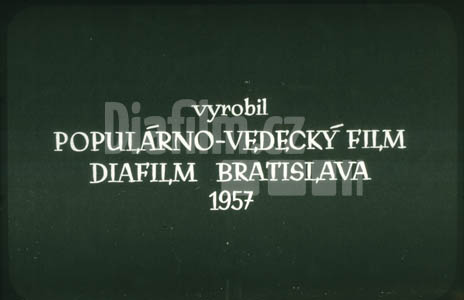 vyrobil
POPULÁRNO-VEDECKÝ FILM
DIAFILM BRATISLAVA
1957
Diafilm.cz